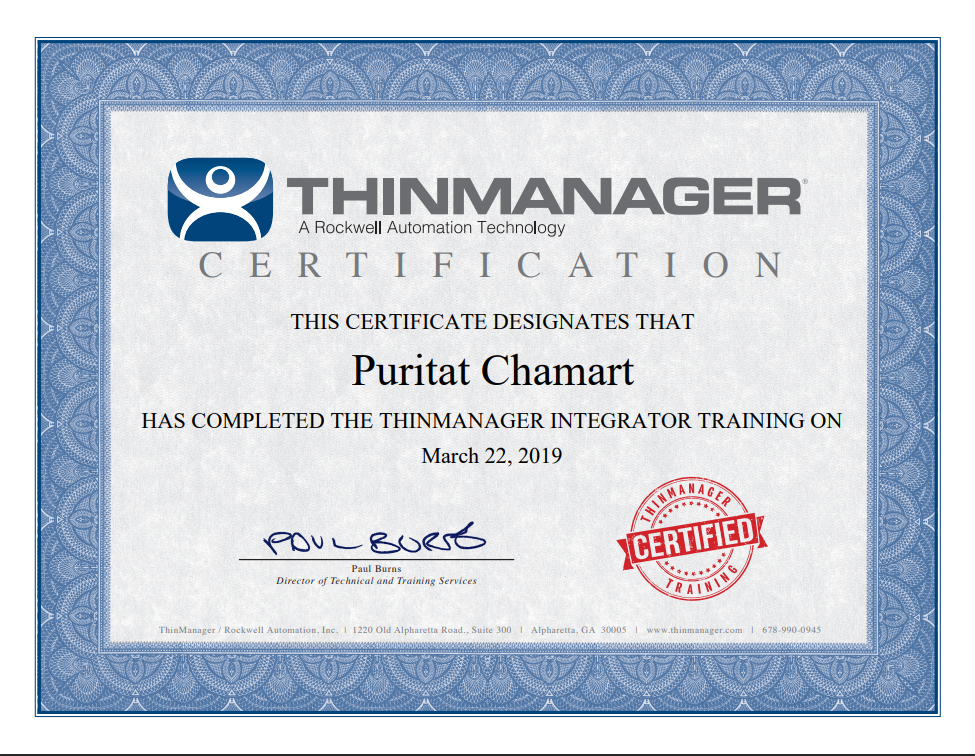 THINMANAGER®
A Rockwell Automation Technology
CERTIFICATION
THIS CERTIFICATE DESIGNATES THAT
Puritat Chamart
HAS COMPLETED THE THINMANAGER INTEGRATOR TRAINING ON
March 22, 2019
PAUL BURNS
Paul Burns
Director of Technical and Training Services
THINMANAGER
CERTIFIED
TRAINING
ThinManager / Rockwell Automation, Inc. | 1220 Old Alpharetta Road., Suite 300 | Alpharetta, GA 30005 | www.thinmanager.com | 678-990-0945